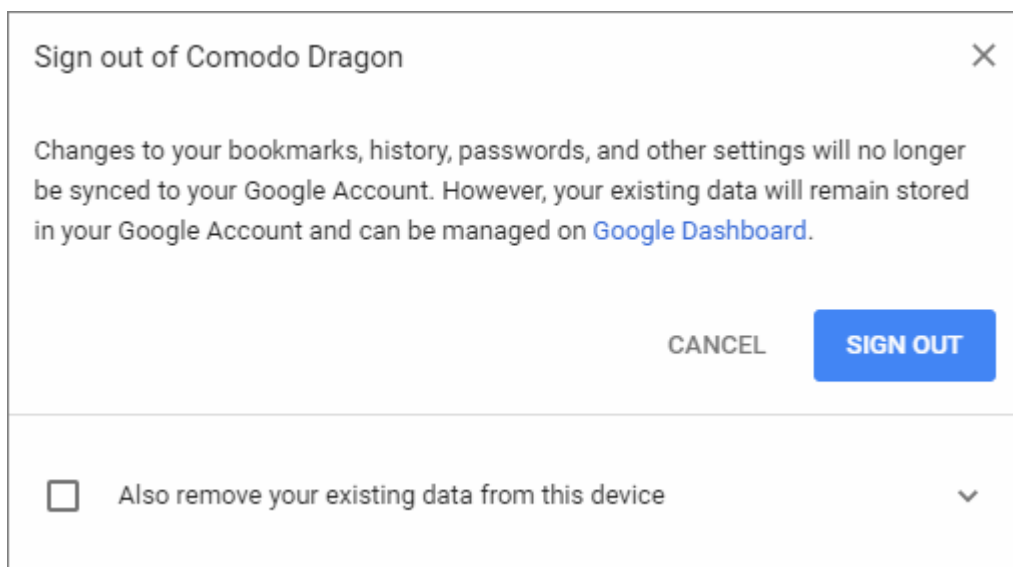 Sign out of Comodo Dragon
Changes to your bookmarks, history, passwords, and other settings will no longer
be synced to your Google Account. However, your existing data will remain stored
in your Google Account and can be managed on Google Dashboard.
CANCEL SIGN OUT
Also remove your existing data from this device